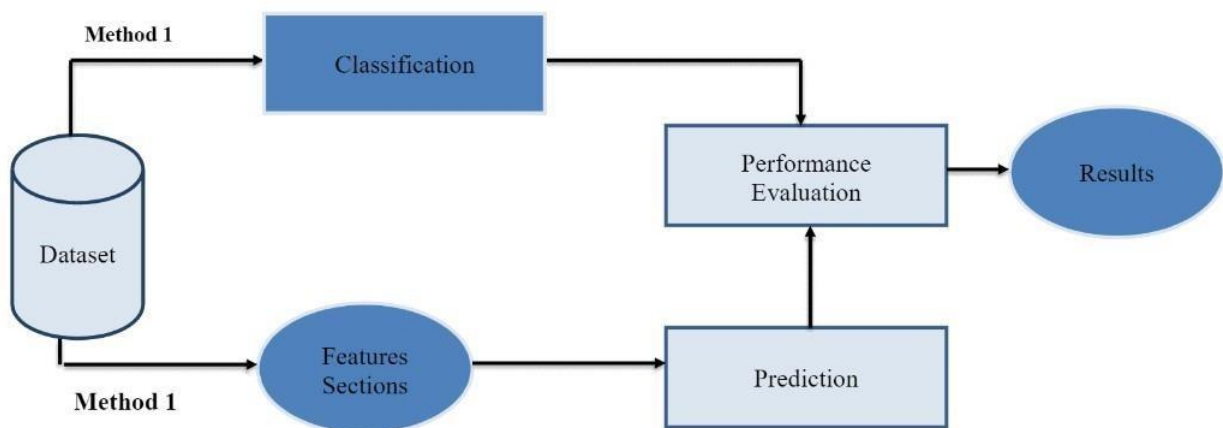 Method 1
Classification
Performance
Evaluation
Results
Dataset
Features
Sections
Prediction
Method 1